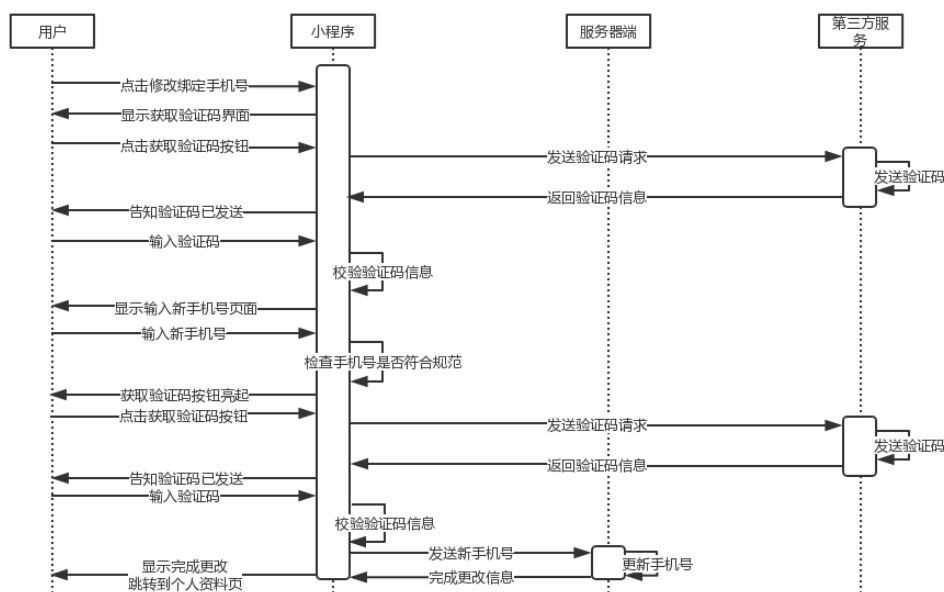 用户
小程序
服务器端
第三方服
务
点击修改绑定手机号
显示获取验证码界面
点击获取验证码按钮
发送验证码请求
发送验证码
返回验证码信息
告知验证码已发送
输入验证码
校验验证码信息
显示输入新手机号页面
输入新手机号
检查手机号是否符合规范
获取验证码按钮亮起
点击获取验证码按钮
发送验证码请求
发送验证码
返回验证码信息
告知验证码已发送
输入验证码
校验验证码信息
发送新手机号
更新手机号
显示完成更改
跳转到个人资料页
完成更改信息